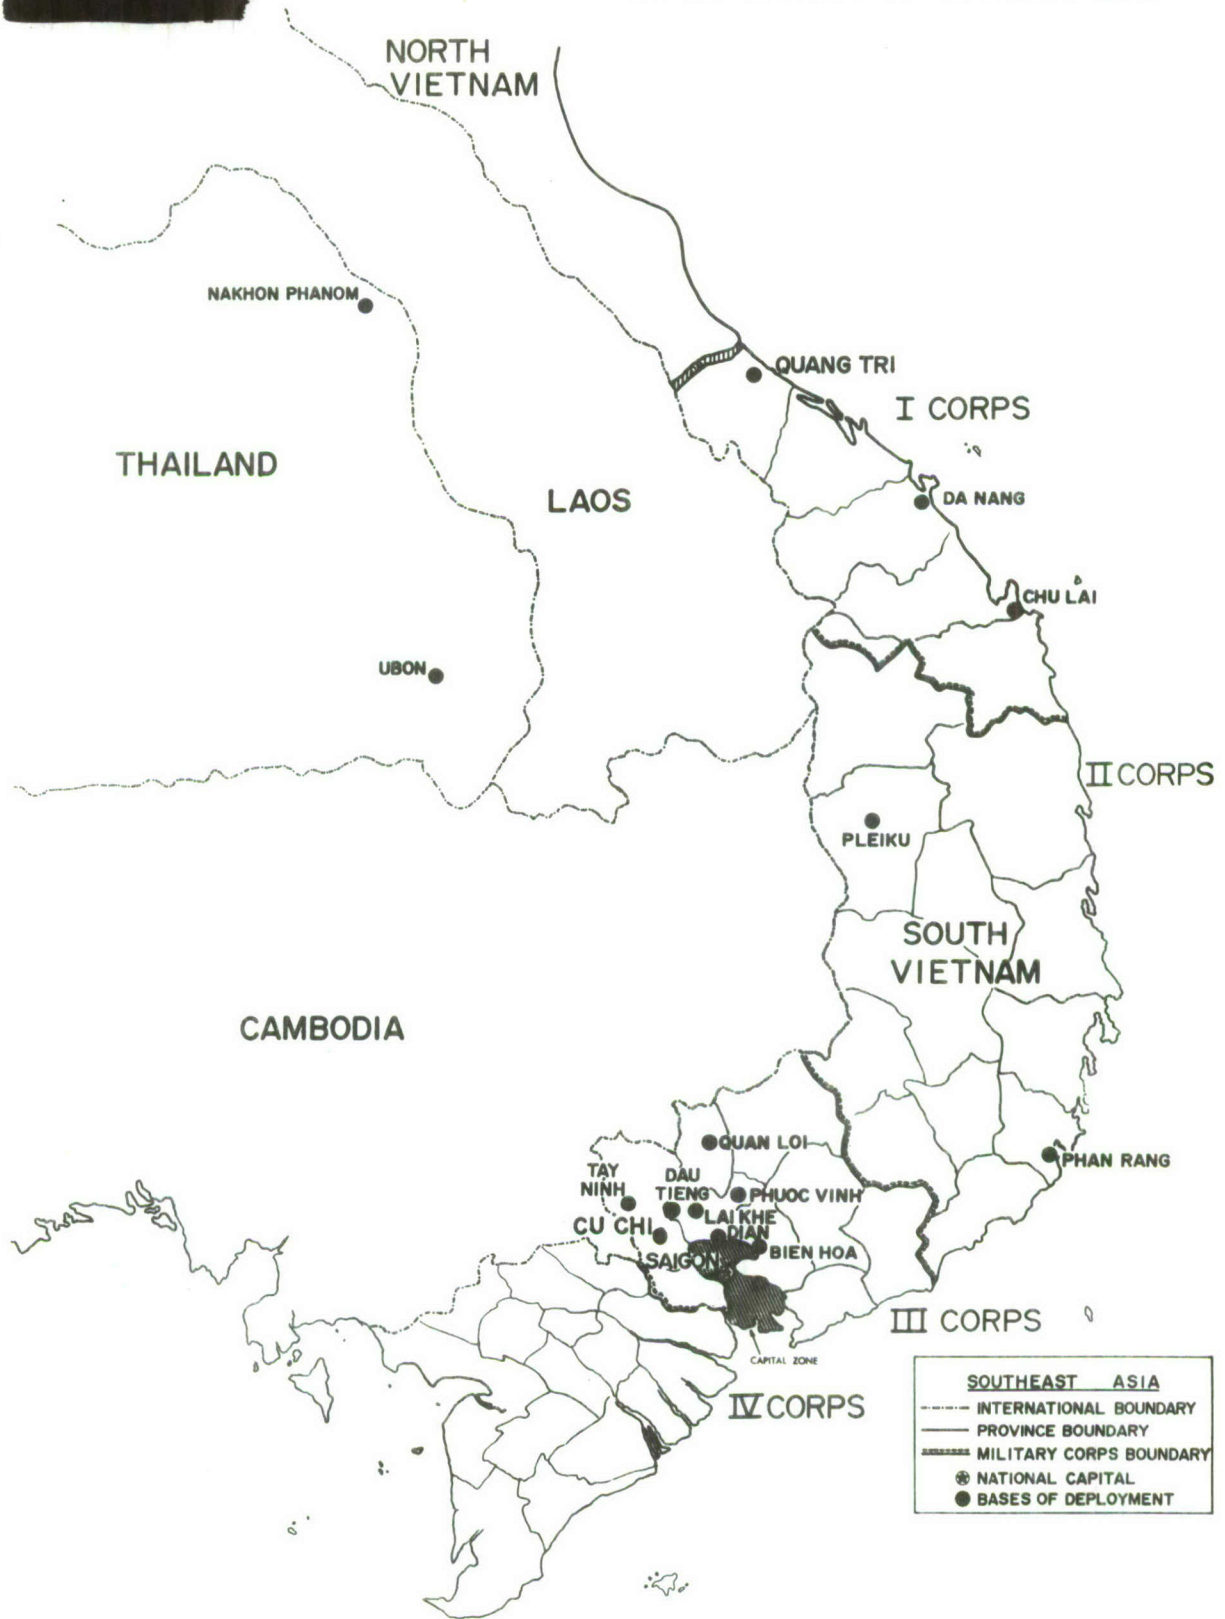 NORTH
VIETNAM
NAKHON PHANOM
QUANG TRI
I CORPS
THAILAND
LAOS
DA NANG
CHU LAI
UBON
II CORPS
PLEIKU
SOUTH
VIETNAM
CAMBODIA
QUAN LOI
PHAN RANG
TAY
NINH
DAU
TIENG
PHUOC VINH
LAI KHE
CU CHI
DIAN
BIEN HOA
SAIGON
III CORPS
CAPITAL ZONE
IV CORPS
SOUTHEAST ASIA
INTERNATIONAL BOUNDARY
PROVINCE BOUNDARY
MILITARY CORPS BOUNDARY
NATIONAL CAPITAL
BASES OF DEPLOYMENT